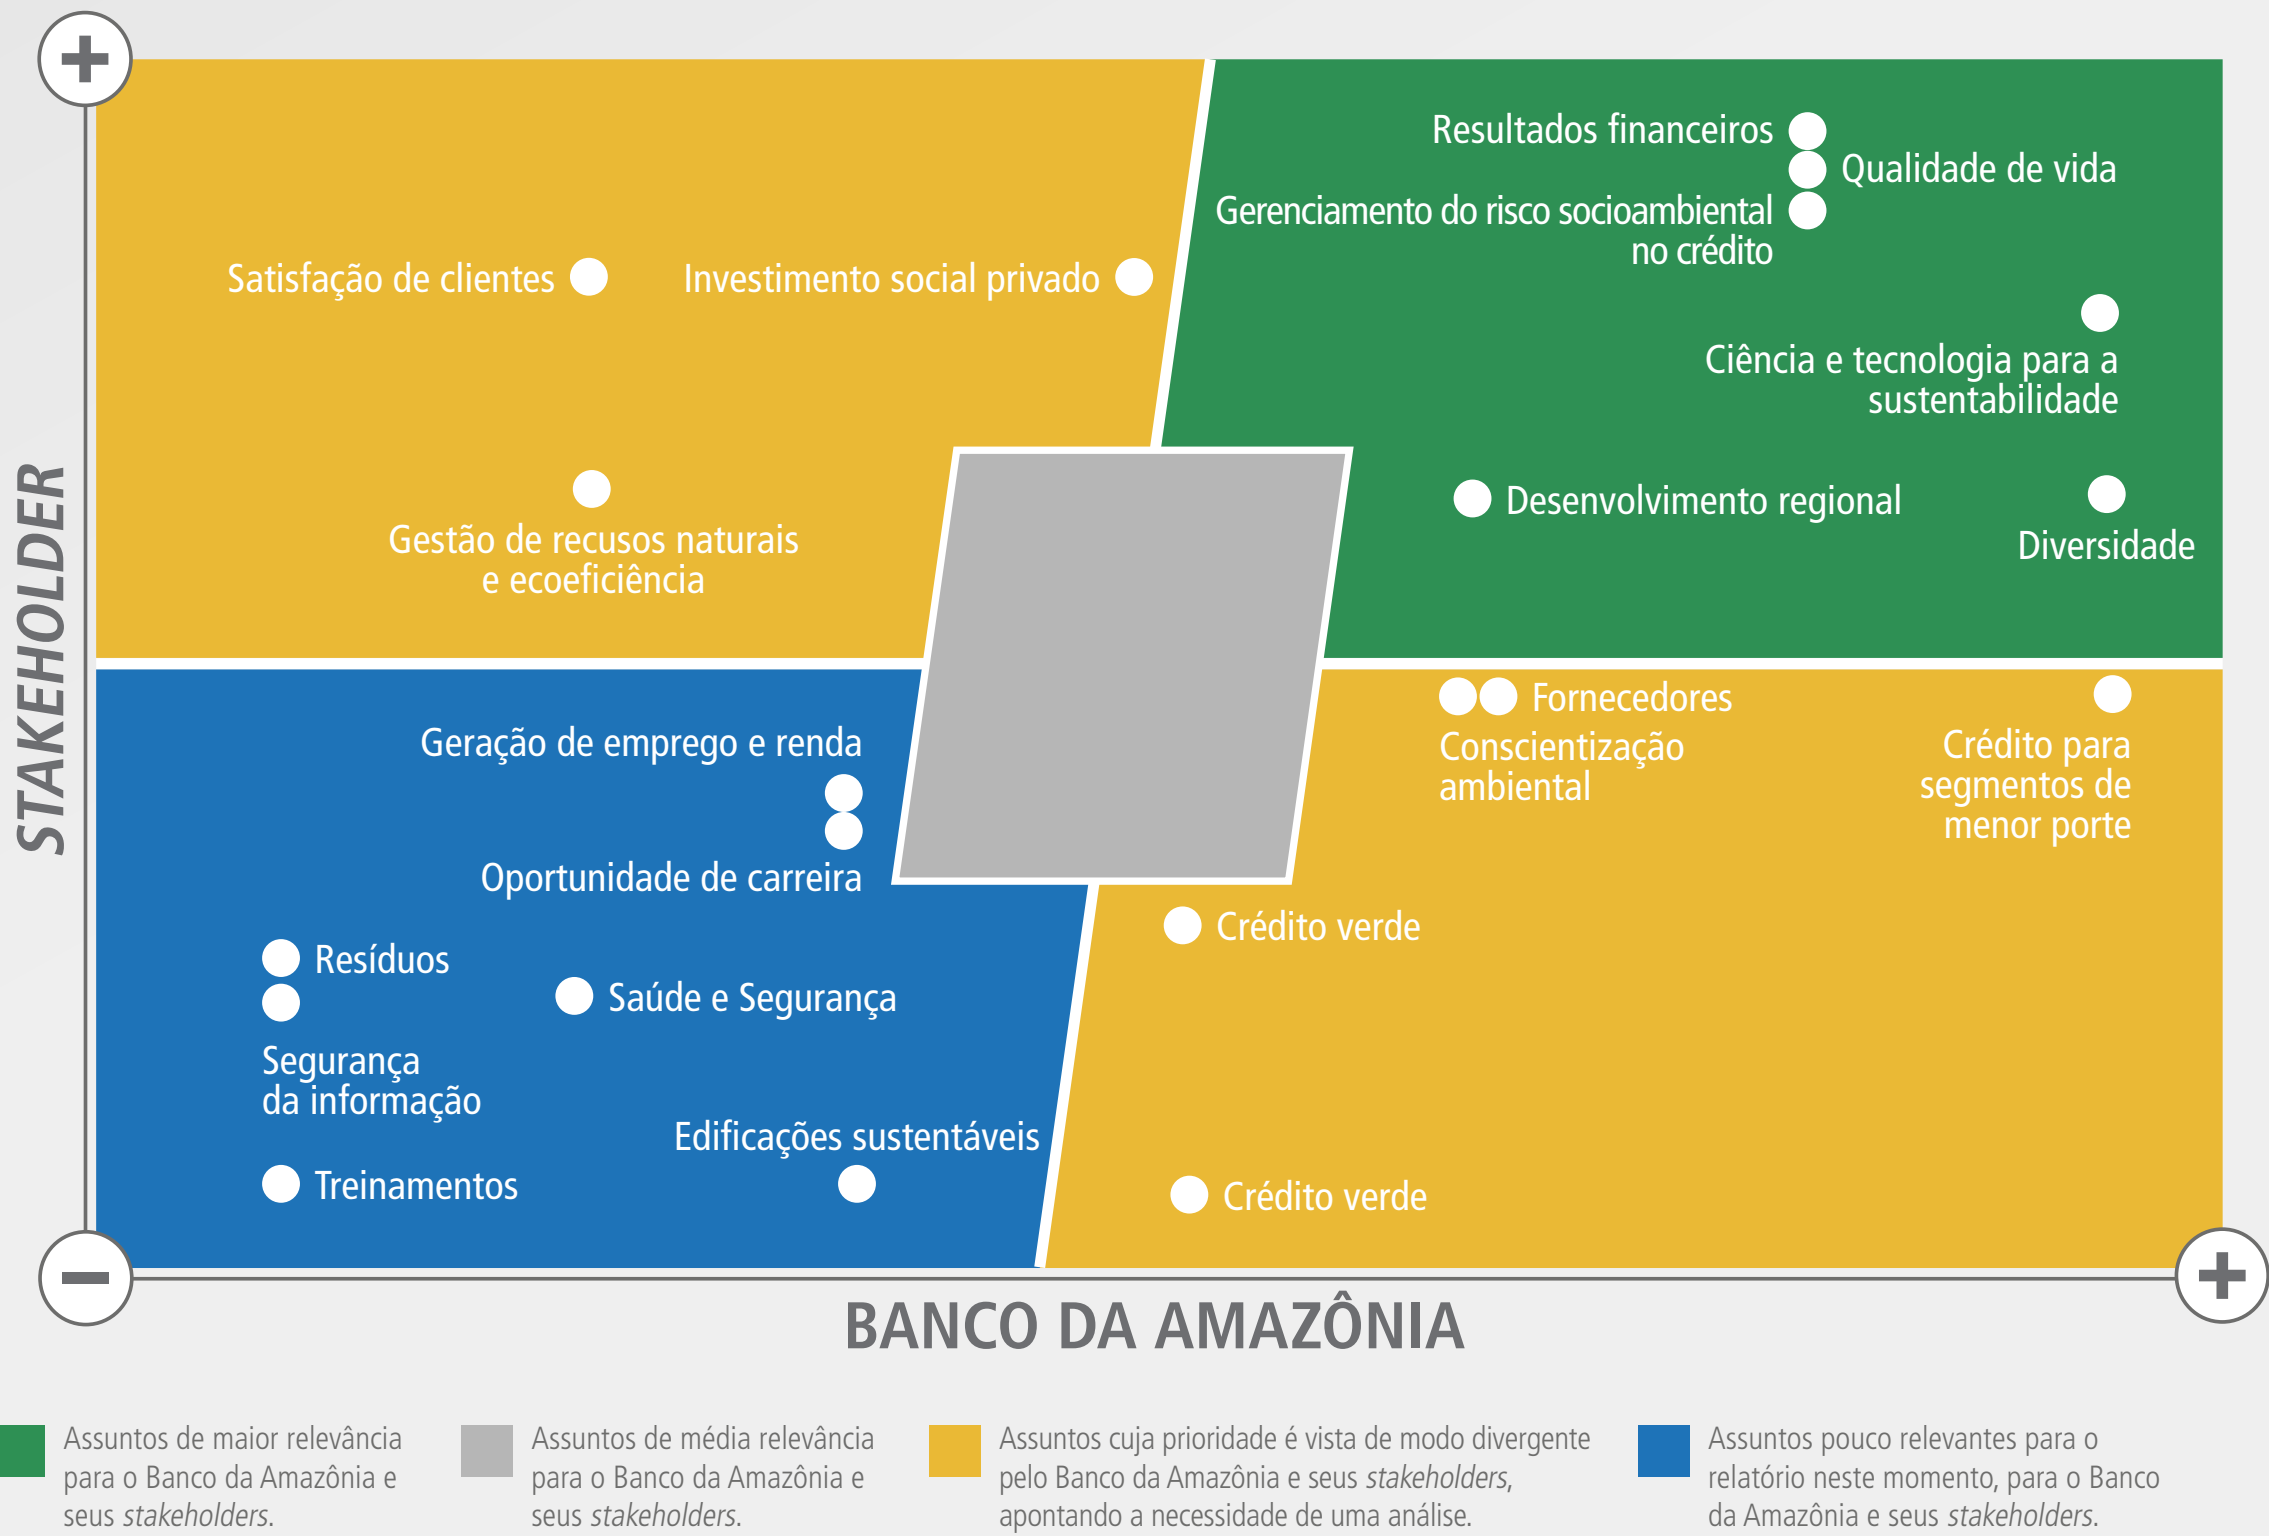 Resultados financeiros
Qualidade de vida
Gerenciamento do risco socioambiental
no crédito
Satisfação de clientes
Investimento social privado
Ciência e tecnologia para a
sustentabilidade
Gestão de recusos naturais
e ecoeficiência
Desenvolvimento regional
Diversidade
STAKEHOLDER
Geração de emprego e renda
Oportunidade de carreira
Fornecedores
Conscientização
ambiental
Crédito para
segmentos de
menor porte
Crédito verde
Resíduos
Saúde e Segurança
Segurança
da informação
Edificações sustentáveis
Treinamentos
Crédito verde
BANCO DA AMAZÔNIA
Assuntos de maior relevância
para o Banco da Amazônia e
seus stakeholders.
Assuntos de média relevância
para o Banco da Amazônia e
seus stakeholders.
Assuntos cuja prioridade é vista de modo divergente
pelo Banco da Amazônia e seus stakeholders,
apontando a necessidade de uma análise.
Assuntos pouco relevantes para o
relatório neste momento, para o Banco
da Amazônia e seus stakeholders.